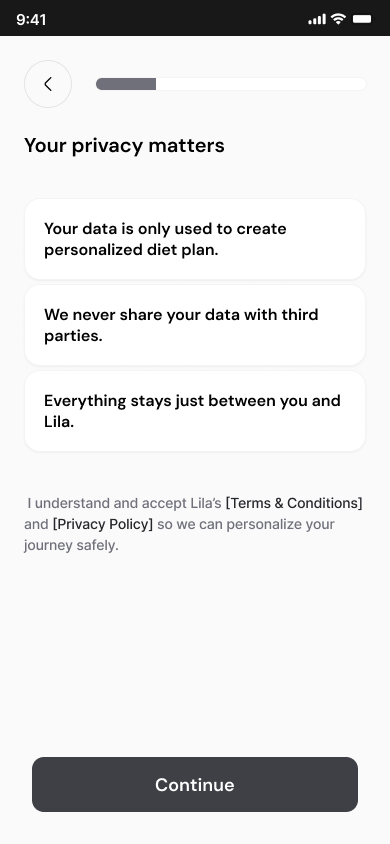 9:41
Your privacy matters
Your data is only used to create
personalized diet plan.
We never share your data with third
parties.
Everything stays just between you and
Lila.
I understand and accept Lila’s [Terms & Conditions]
and [Privacy Policy] so we can personalize your
journey safely.
Continue